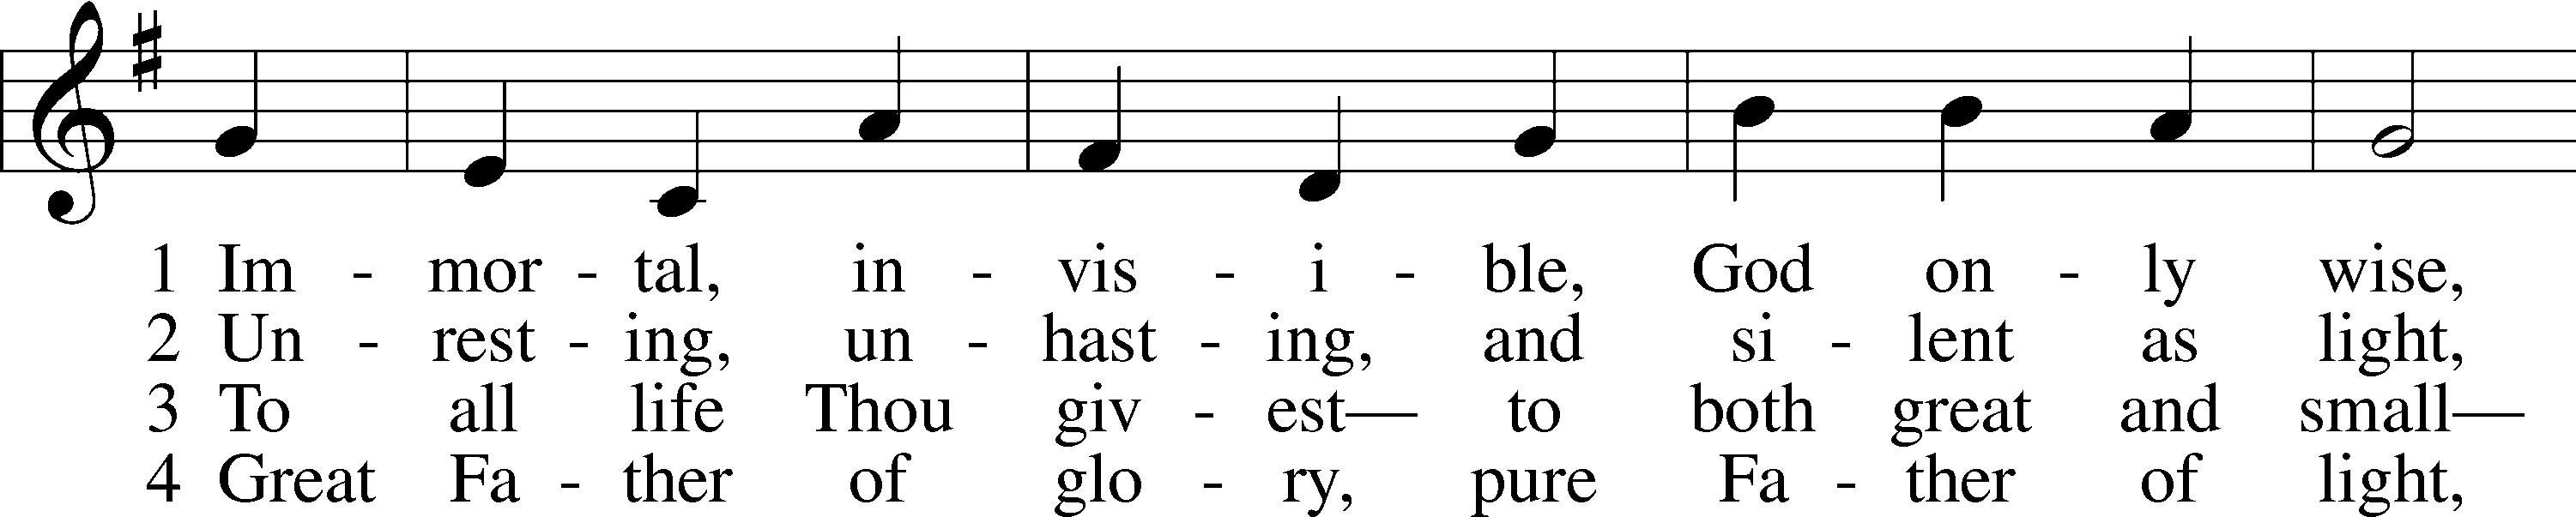 1 Im - mor - tal, in - vis - i - ble, God on - ly wise,
2 Un - rest - ing, un - hast - ing, and si - lent as light,
3 To all life Thou giv - est— to both great and small—
4 Great Fa - ther of glo - ry, pure Fa - ther of light,